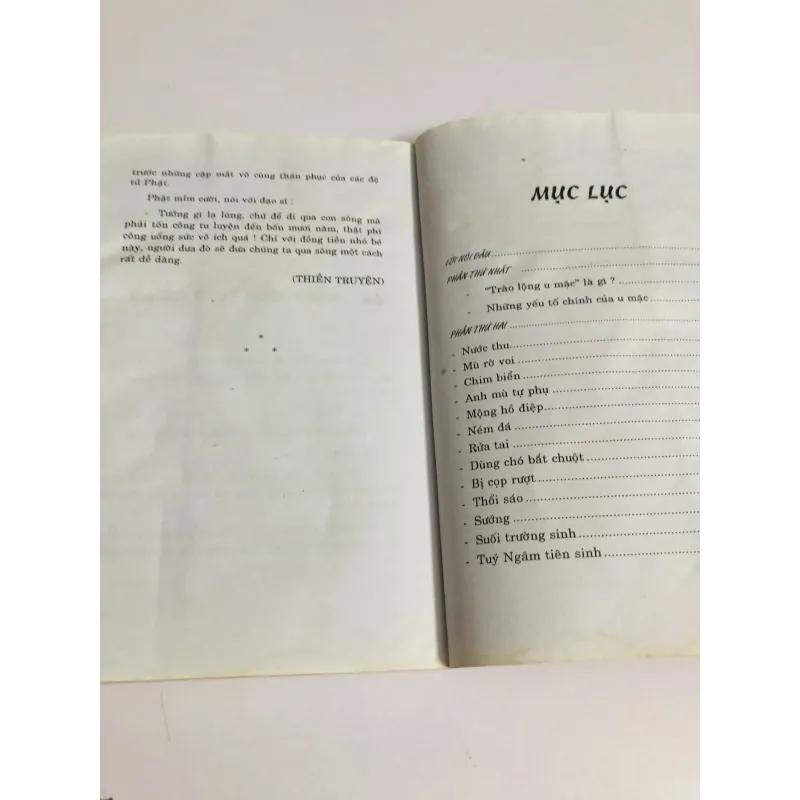 trước những cặp mắt vô cùng thán phục của các đệ
tử Phật.
Phật mỉm cười, nói với đạo sĩ :
- Tưởng gì lạ lùng, chứ để đi qua con sông mà
phải tốn công tu luyện đến bốn mươi năm, thật phí
công uổng sức vô ích quá ! Chỉ với đồng tiền nhỏ bé
này, người đưa đò sẽ đưa chúng ta qua sông một cách
rất dễ dàng.
(THIỀN TRUYỆN)
*
* *
MỤC LỤC
LỜI NÓI ĐẦU
PHẦN THỨ NHẤT
- "Trào lộng u mặc" là gì ?
- Những yếu tố chính của u mặc
PHẦN THỨ HAI
- Nước thu
- Mù rờ voi
- Chim biển
- Anh mù tự phụ
- Mộng hồ điệp
- Ném đá
- Rửa tai
- Dùng chó bắt chuột
- Bị cọp rượt
- Thổi sáo
- Sướng
- Suối trường sinh
- Tuý Ngâm tiên sinh